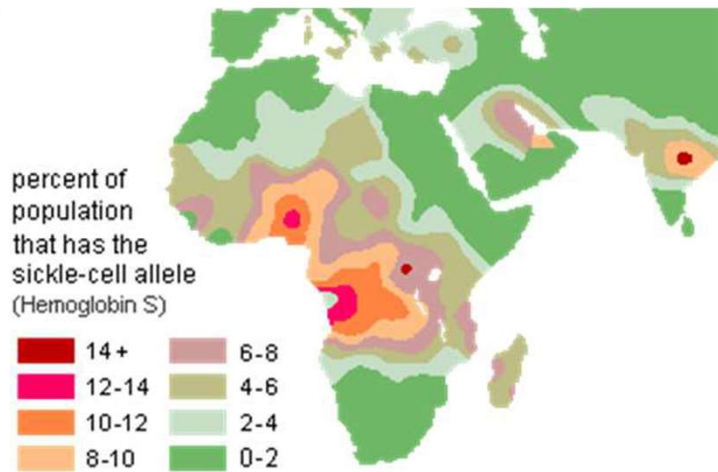 percent of
population
that has the
sickle-cell allele
(Hemoglobin S)
14+ 6-8
12-14 4-6
10-12 2-4
8-10 0-2